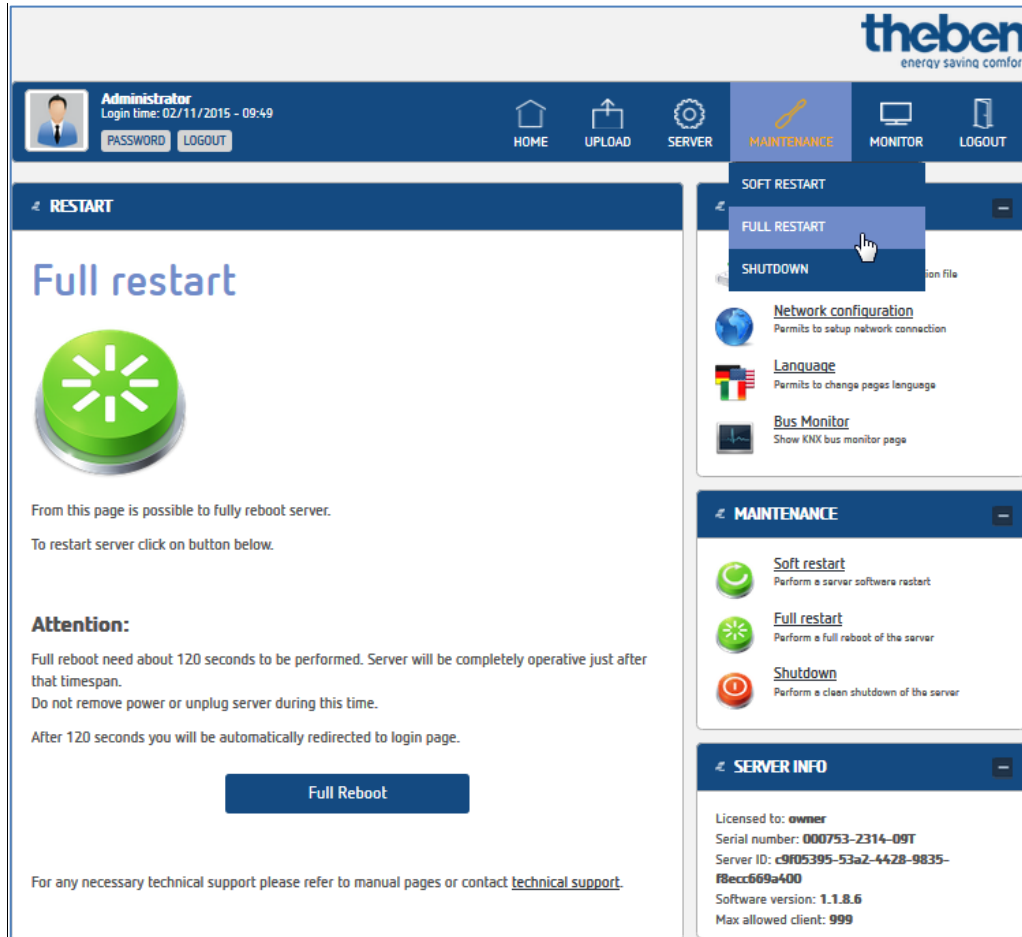 theben
energy saving comfort
Administrator
Login time: 02/11/2015 - 09:49
PASSWORD LOGOUT
HOME UPLOAD SERVER MAINTENANCE MONITOR LOGOUT
SOFT RESTART
FULL RESTART
SHUTDOWN
RESTART
Full restart
From this page is possible to fully reboot server.
To restart server click on button below.
Attention:
Full reboot need about 120 seconds to be performed. Server will be completely operative just after
that timespan.
Do not remove power or unplug server during this time.
After 120 seconds you will be automatically redirected to login page.
Full Reboot
For any necessary technical support please refer to manual pages or contact technical support.
file
Network configuration
Permits to setup network connection
Language
Permits to change pages language
Bus Monitor
Show KNX bus monitor page
MAINTENANCE
Soft restart
Perform a server software restart
Full restart
Perform a full reboot of the server
Shutdown
Perform a clean shutdown of the server
SERVER INFO
Licensed to: owner
Serial number: 000753-2314-09T
Server ID: c9f05395-53a2-4428-9835-
f8ecc669a400
Software version: 1.1.8.6
Max allowed client: 999